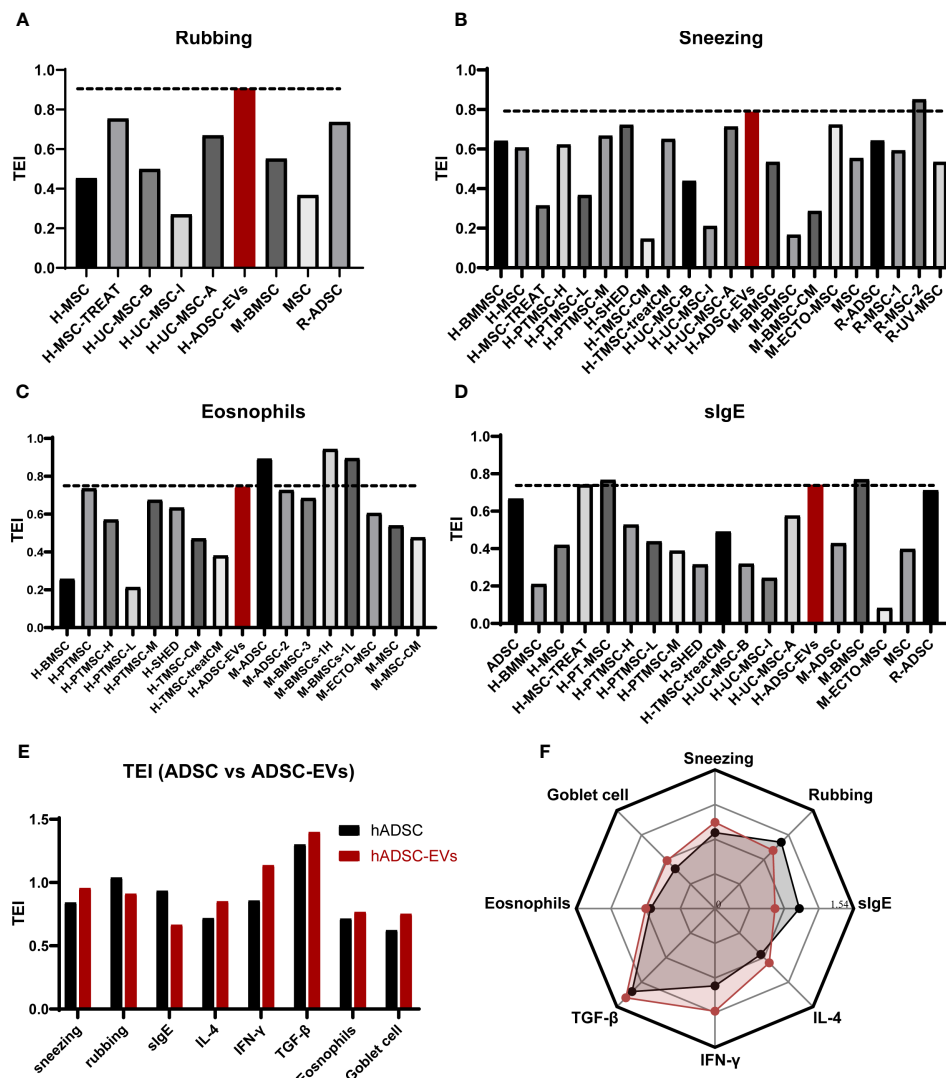 A
Rubbing
TEI
1.0
0.8
0.6
0.4
0.2
0.0
H-MSC
H-MSC-TREAT
H-UC-MSC-B
H-UC-MSC-I
H-UC-MSC-A
H-ADSC-EVs
M-BMSC
MSC
R-ADSC
B
Sneezing
TEI
1.0
0.8
0.6
0.4
0.2
0.0
H-BMMSC
H-MSC
H-MSC-TREAT
H-PTMSC-H
H-PTMSC-L
H-PTMSC-M
H-SHED
H-TMSC-CM
H-TMSC-treatCM
H-UC-MSC-B
H-UC-MSC-I
H-UC-MSC-A
H-ADSC-EVs
M-BMSC
M-BMSC
M-BMSC-CM
M-ECTO-MSC
MSC
R-ADSC
R-MSC-1
R-MSC-2
R-UV-MSC
C
Eosnophils
TEI
1.0
0.8
0.6
0.4
0.2
0.0
H-BMSC
H-PTMSC
H-PTMSC-H
H-PTMSC-L
H-PTMSC-M
H-SHED
H-TMSC-CM
H-TMSC-treatCM
H-ADSC-EVs
M-ADSC
M-ADSC-2
M-BMSC-3
M-BMSCs-1H
M-BMSCs-1L
M-ECTO-MSC
M-MSC
M-MSC-CM
D
sIgE
TEI
1.0
0.8
0.6
0.4
0.2
0.0
ADSC
H-BMMSC
H-MSC
H-MSC-TREAT
H-PT-MSC
H-PTMSC-H
H-PTMSC-L
H-PTMSC-M
H-SHED
H-TMSC-treatCM
H-UC-MSC-B
H-UC-MSC-I
H-UC-MSC-A
H-ADSC-EVs
M-ADSC
M-BMSC
M-ECTO-MSC
MSC
R-ADSC
E
TEI (ADSC vs ADSC-EVs)
TEI
1.5
1.0
0.5
0.0
hADSC
hADSC-EVs
sneezing
rubbing
sIgE
IL-4
IFN-γ
TGF-β
Eosnophils
Goblet cell
F
Sneezing
Rubbing
sIgE
IL-4
IFN-γ
TGF-β
Eosnophils
Goblet cell
0
1.54